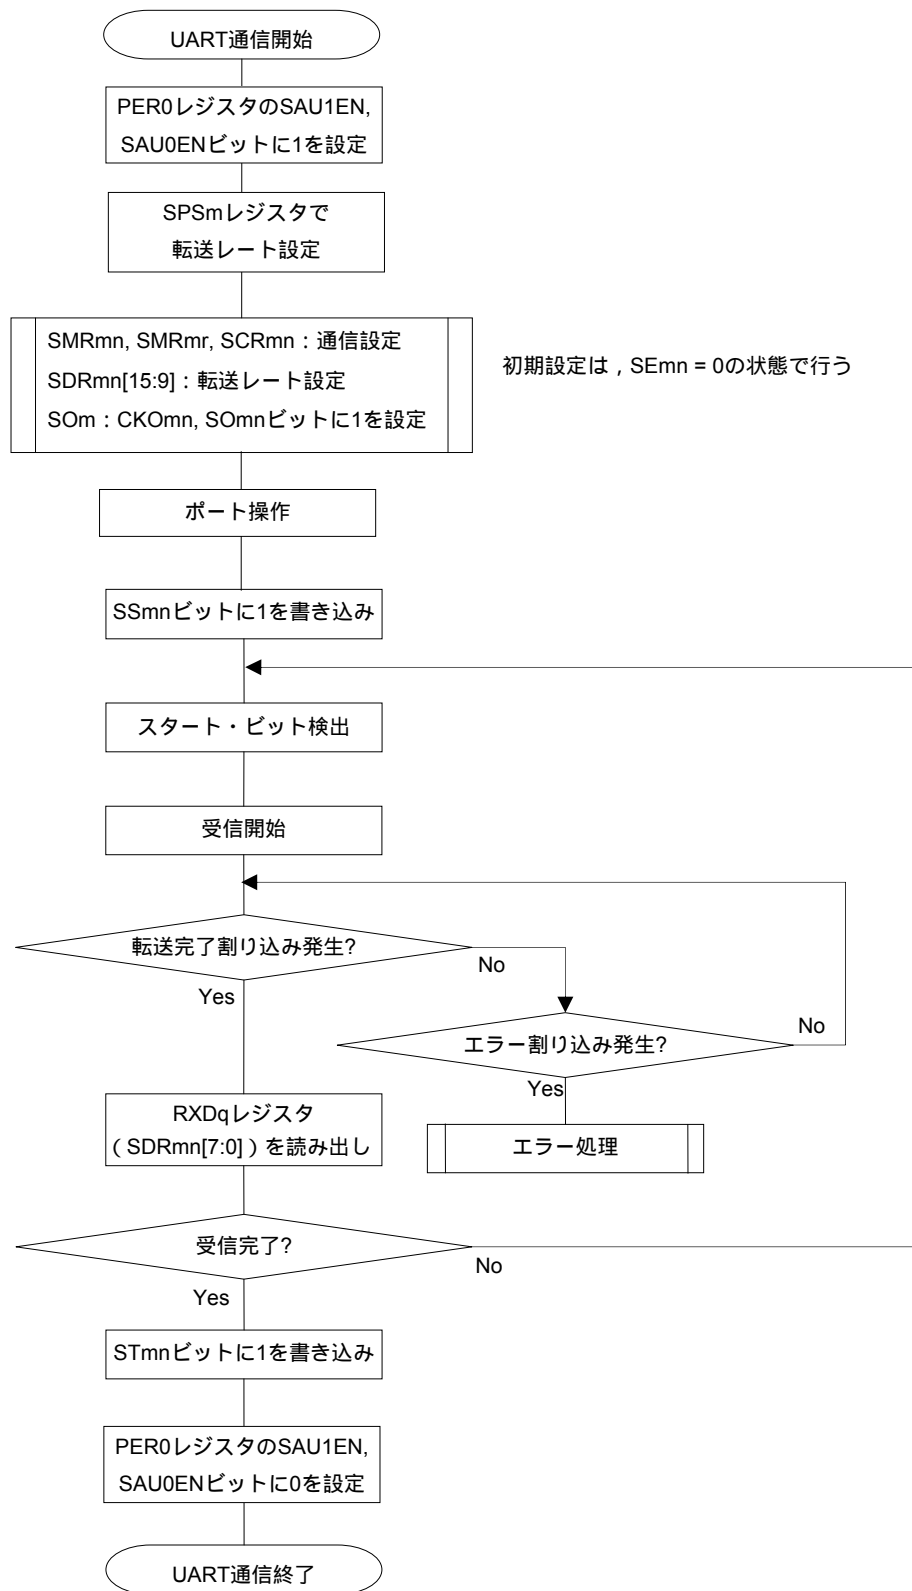 UART通信開始
PER0レジスタのSAU1EN,
SAU0ENビットに1を設定
SPSmレジスタで
転送レート設定
SMRmn, SMRmr, SCRmn：通信設定
SDRmn[15:9]：転送レート設定
SOm：CKOmn, SOmnビットに1を設定
初期設定は，SEmn = 0の状態で行う
ポート操作
SSmnビットに1を書き込み
スタート・ビット検出
受信開始
転送完了割り込み発生?
No
Yes
エラー割り込み発生?
No
Yes
RXDqレジスタ
（SDRmn[7:0]）を読み出し
エラー処理
受信完了?
No
Yes
STmnビットに1を書き込み
PER0レジスタのSAU1EN,
SAU0ENビットに0を設定
UART通信終了